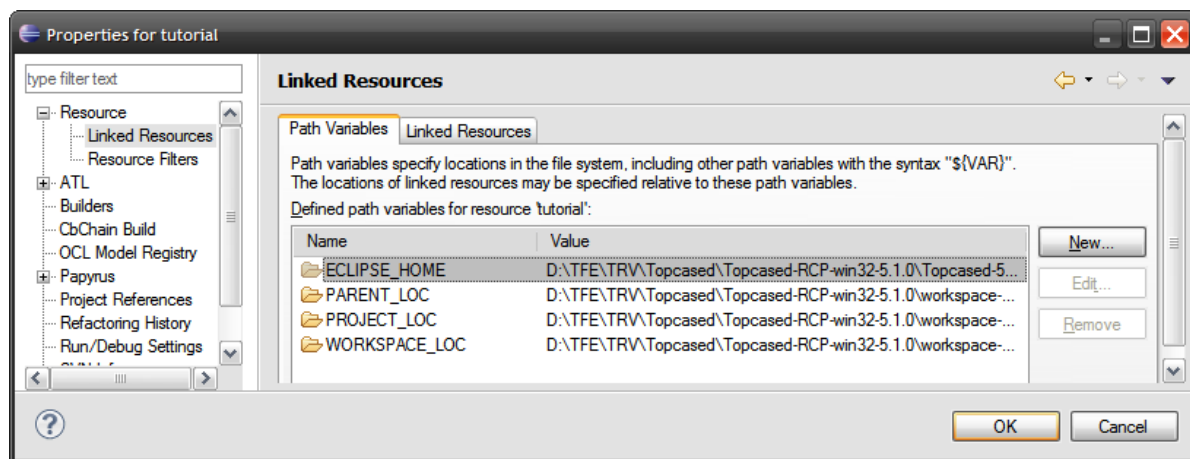 Properties for tutorial
type filter text
Resource
Linked Resources
Resource Filters
ATL
Builders
CbChain Build
OCL Model Registry
Papyrus
Project References
Refactoring History
Run/Debug Settings
Linked Resources
Path Variables Linked Resources
Path variables specify locations in the file system, including other path variables with the syntax "${VAR}".
The locations of linked resources may be specified relative to these path variables.
Defined path variables for resource 'tutorial':
Name Value
ECLIPSE_HOME D:\TFE\TRV\Topcased\Topcased-RCP-win32-5.1.0\Topcased-5...
PARENT_LOC D:\TFE\TRV\Topcased\Topcased-RCP-win32-5.1.0\workspace-...
PROJECT_LOC D:\TFE\TRV\Topcased\Topcased-RCP-win32-5.1.0\workspace-...
WORKSPACE_LOC D:\TFE\TRV\Topcased\Topcased-RCP-win32-5.1.0\workspace-...
New...
Edit...
Remove
OK Cancel